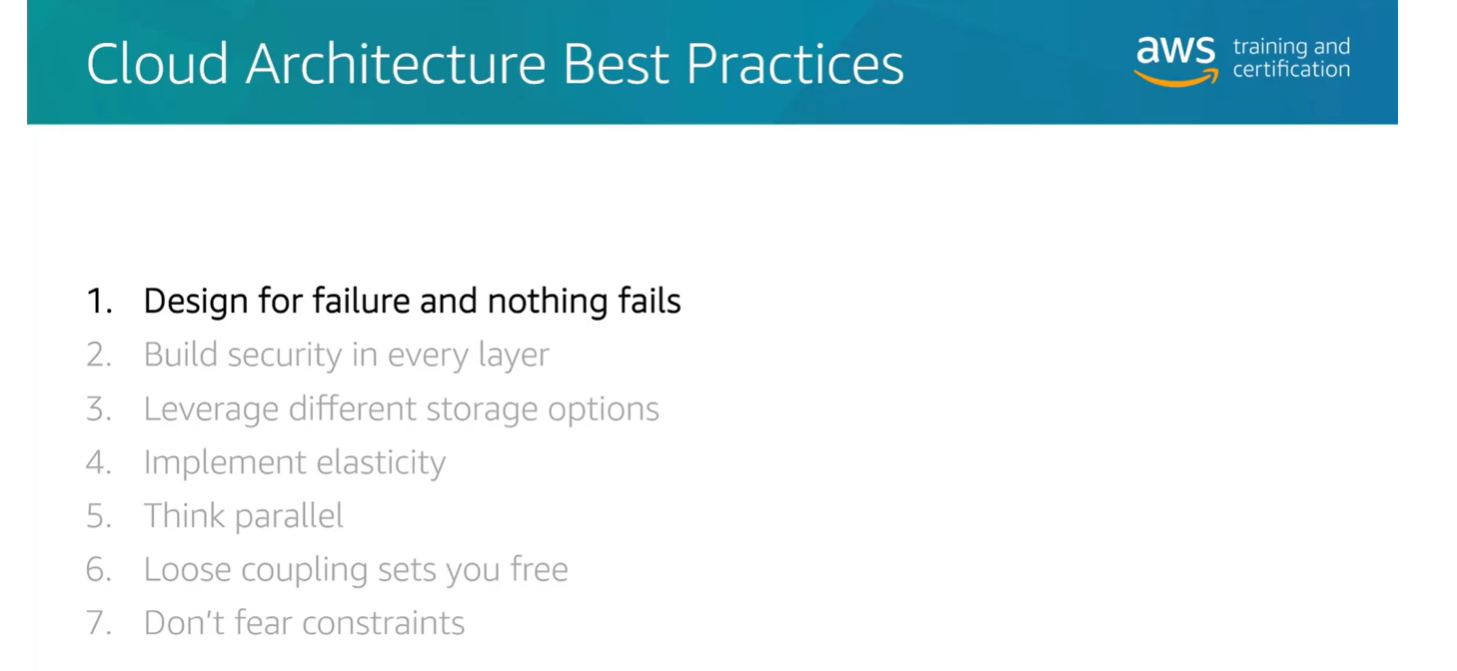 Cloud Architecture Best Practices
aws training and
certification
1. Design for failure and nothing fails
2. Build security in every layer
3. Leverage different storage options
4. Implement elasticity
5. Think parallel
6. Loose coupling sets you free
7. Don't fear constraints